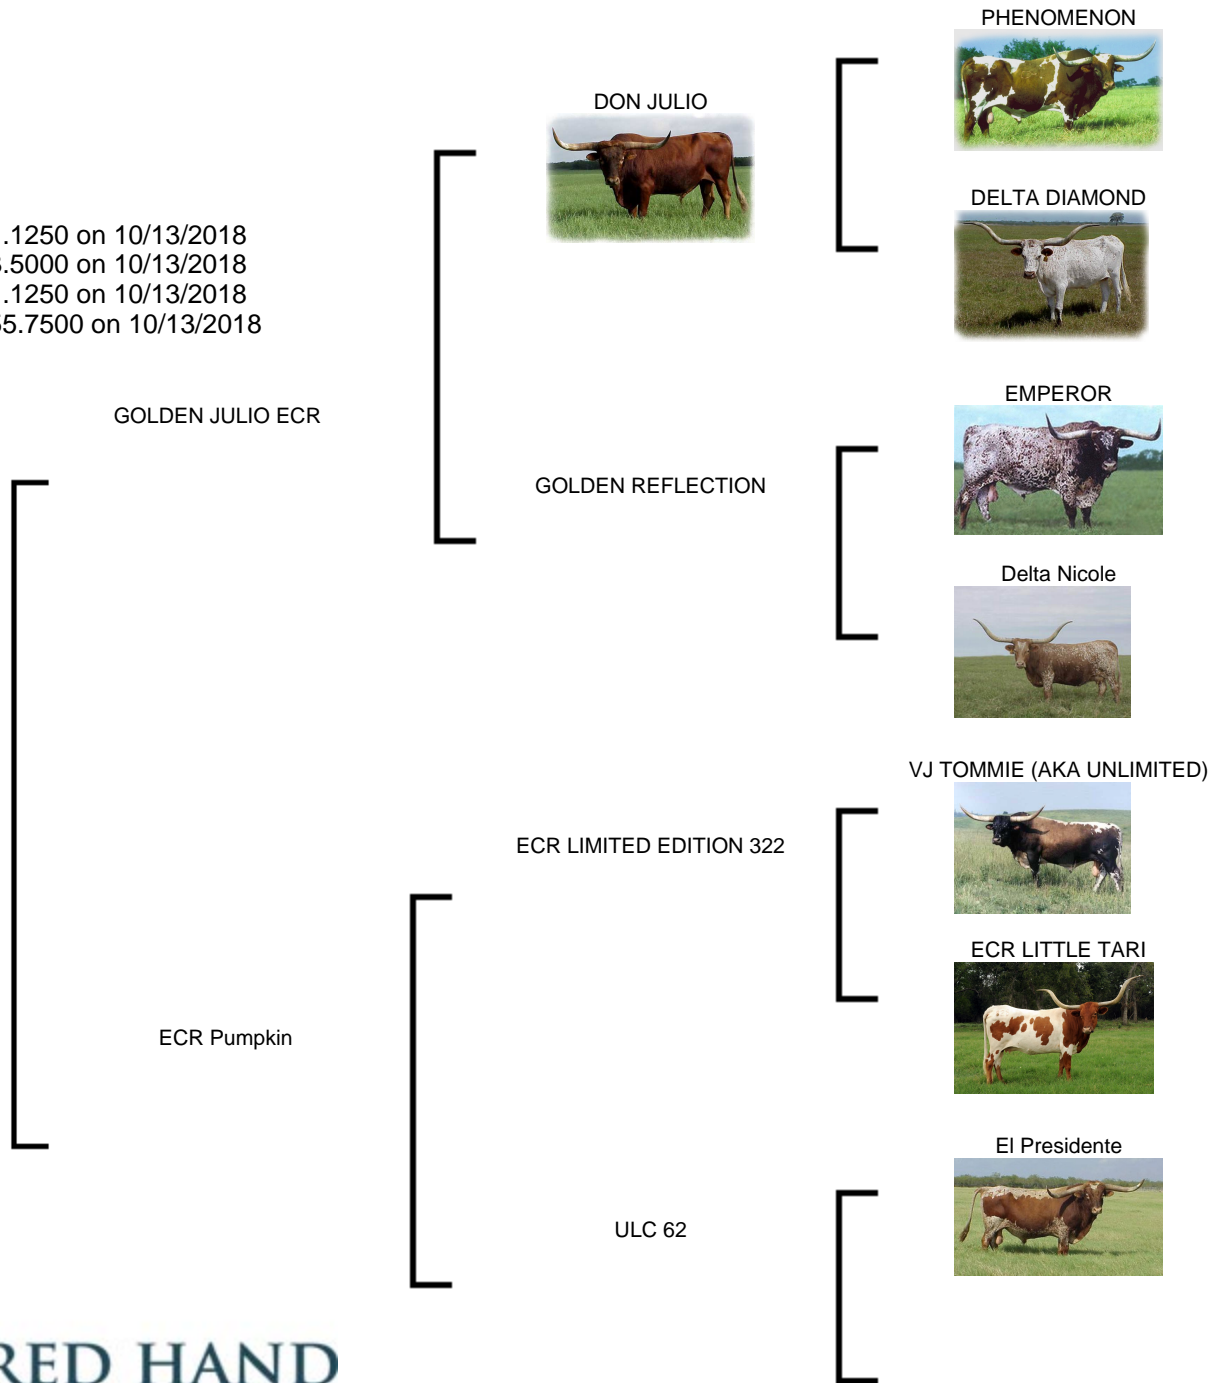 PHENOMENON
DON JULIO
DELTA DIAMOND
.1250 on 10/13/2018
.5000 on 10/13/2018
.1250 on 10/13/2018
5.7500 on 10/13/2018
EMPEROR
GOLDEN JULIO ECR
GOLDEN REFLECTION
Delta Nicole
VJ TOMMIE (AKA UNLIMITED)
ECR LIMITED EDITION 322
ECR LITTLE TARI
ECR Pumpkin
El Presidente
ULC 62
RED HAND